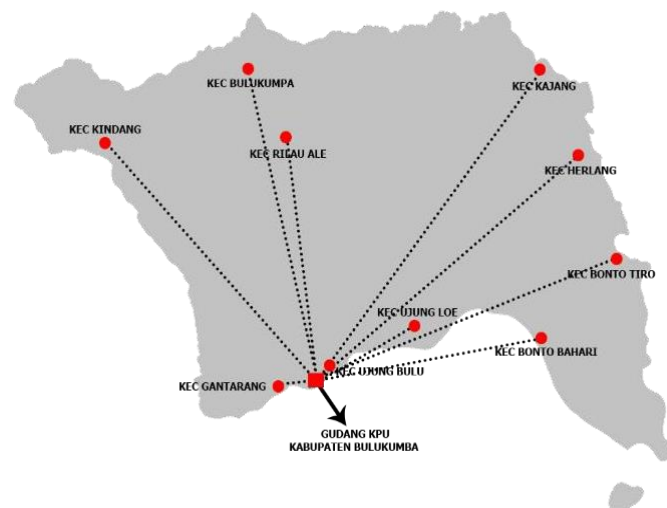 KEC BULUKUMPA
KEC KAJANG
KEC KINDANG
KEC RILAU ALE
KEC HERLANG
KEC BONTO TIRO
KEC UJUNG LOE
KEC BONTO BAHARI
KEC UJUNG BULU
KEC GANTARANG
GUDANG KPU
KABUPATEN BULUKUMBA